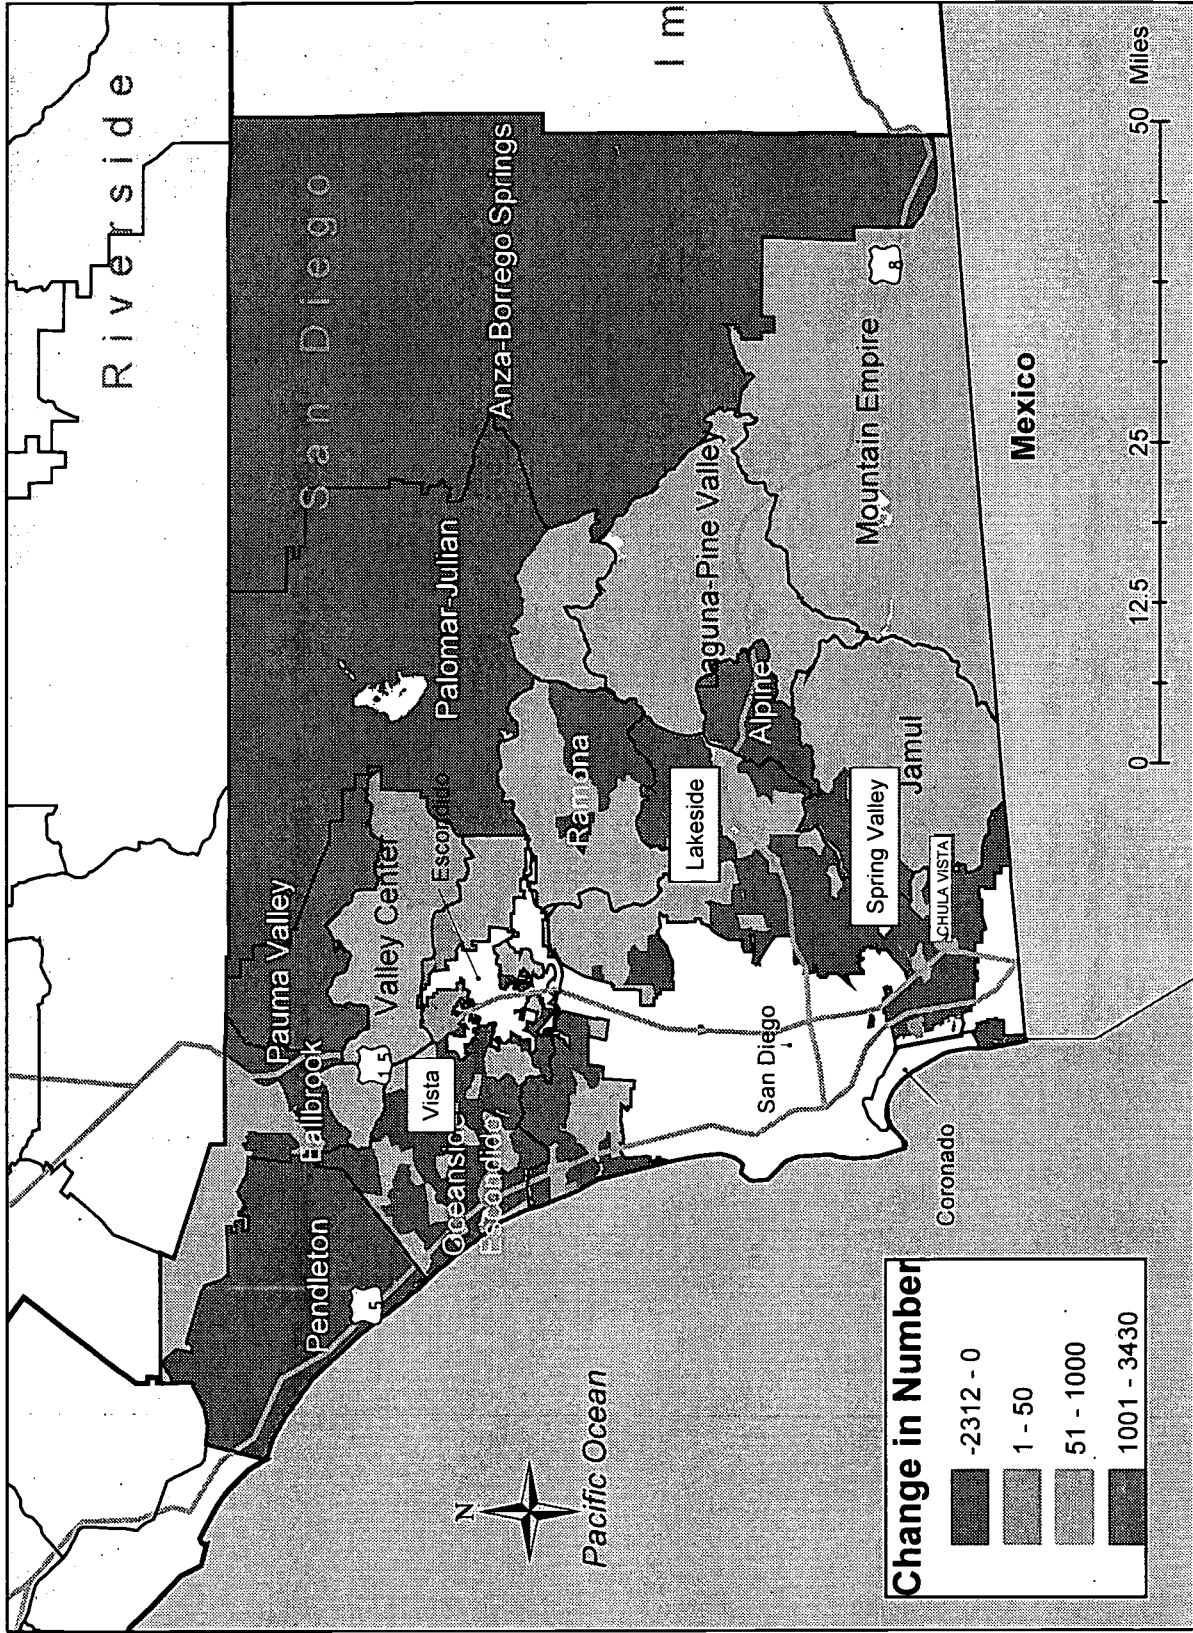 Riverside
San Diego
Im
Pauma Valley
Fallbrook
Pendleton
Valley Center
Palomar-Julian
Anza-Borrego Springs
15
5
Vista
Escondido
Oceanside
Escondido
Ramona
Laguna-Pine Valley
Lakeside
Alpine
Mountain Empire
8
Spring Valley
Jamul
CHULA VISTA
San Diego
Coronado
Mexico
N
Pacific Ocean
Change in Number
-2312 - 0
1 - 50
51 - 1000
1001 - 3430
0 12.5 25 50 Miles